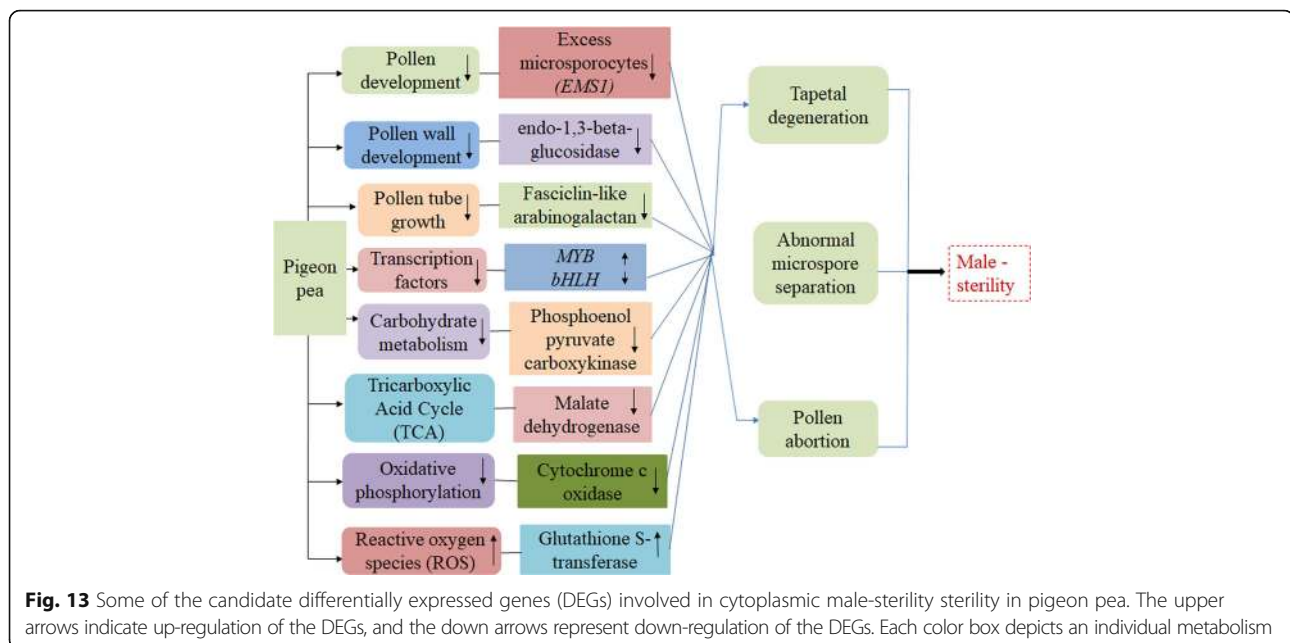 Pollen
development
Excess
microsporocytes
(EMS1)
Pollen wall
development
endo-1,3-beta-
glucosidase
Pollen tube
growth
Fasciclin-like
arabinogalactan
Pigeon
pea
Transcription
factors
MYB
bHLH
Carbohydrate
metabolism
Phosphoenol
pyruvate
carboxykinase
Tricarboxylic
Acid Cycle
(TCA)
Malate
dehydrogenase
Oxidative
phosphorylation
Cytochrome c
oxidase
Reactive oxygen
species (ROS)
Glutathione S-
transferase
Tapetal
degeneration
Abnormal
microspore
separation
Pollen
abortion
Male -
sterility
Fig. 13 Some of the candidate differentially expressed genes (DEGs) involved in cytoplasmic male-sterility sterility in pigeon pea. The upper
arrows indicate up-regulation of the DEGs, and the down arrows represent down-regulation of the DEGs. Each color box depicts an individual metabolism